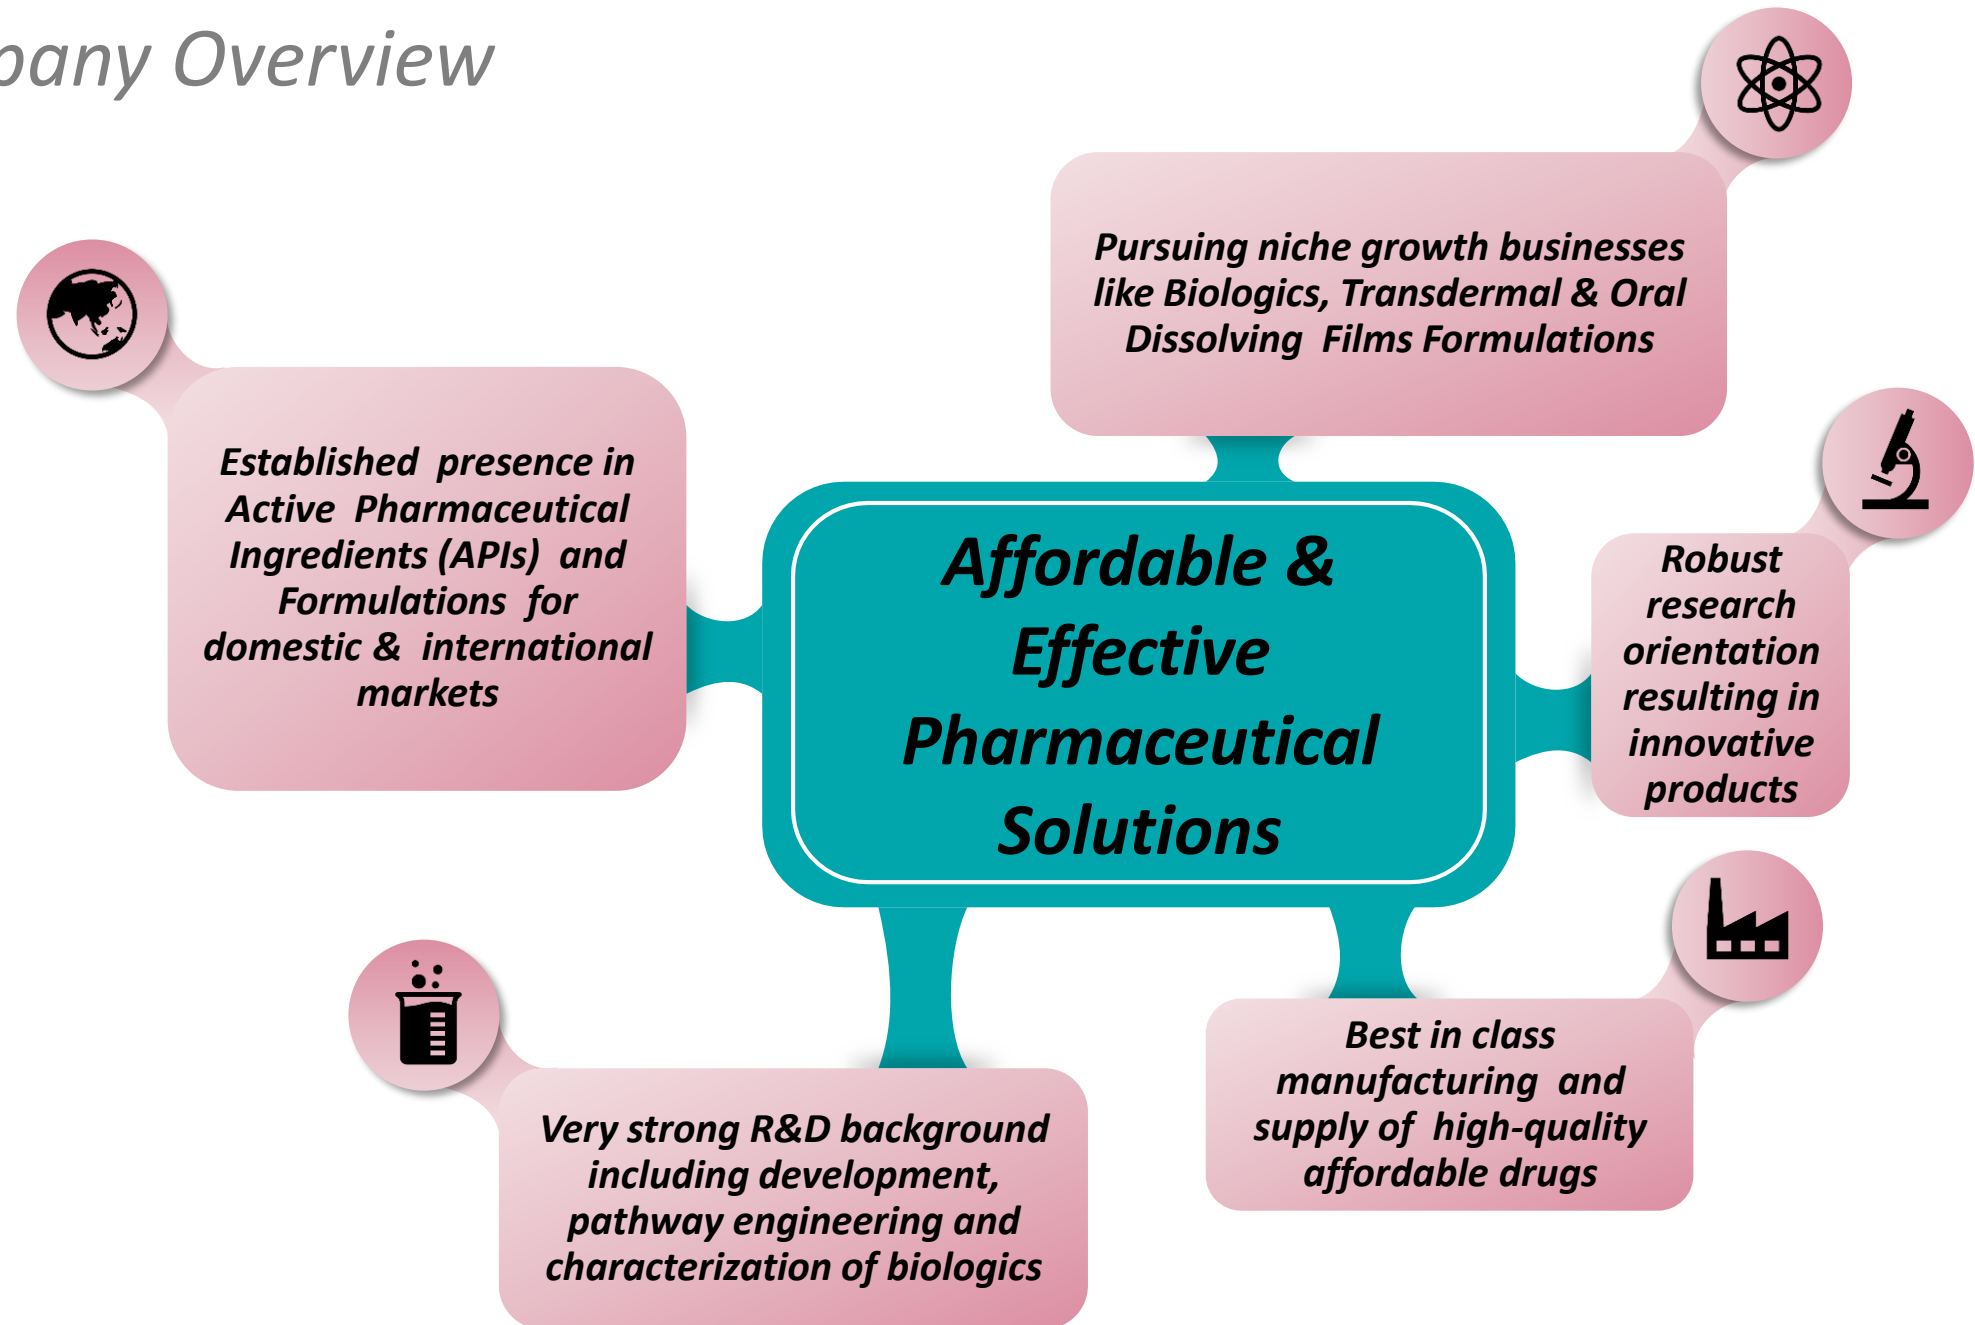 pany Overview
Pursuing niche growth businesses
like Biologics, Transdermal & Oral
Dissolving Films Formulations
Established presence in
Active Pharmaceutical
Ingredients (APIs) and
Formulations for
domestic & international
markets
Affordable &
Effective
Pharmaceutical
Solutions
Robust
research
orientation
resulting in
innovative
products
Very strong R&D background
including development,
pathway engineering and
characterization of biologics
Best in class
manufacturing and
supply of high-quality
affordable drugs